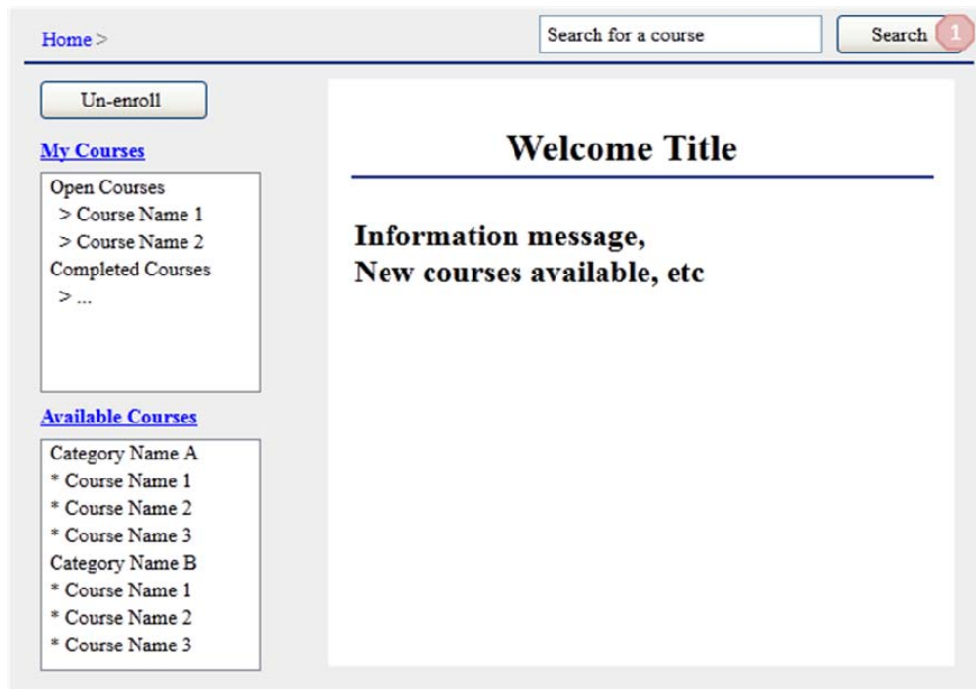 Home >
Search for a course
Search
1
Un-enroll
My Courses
Open Courses
> Course Name 1
> Course Name 2
Completed Courses
> ...
Available Courses
Category Name A
* Course Name 1
* Course Name 2
* Course Name 3
Category Name B
* Course Name 1
* Course Name 2
* Course Name 3
Welcome Title
Information message,
New courses available, etc